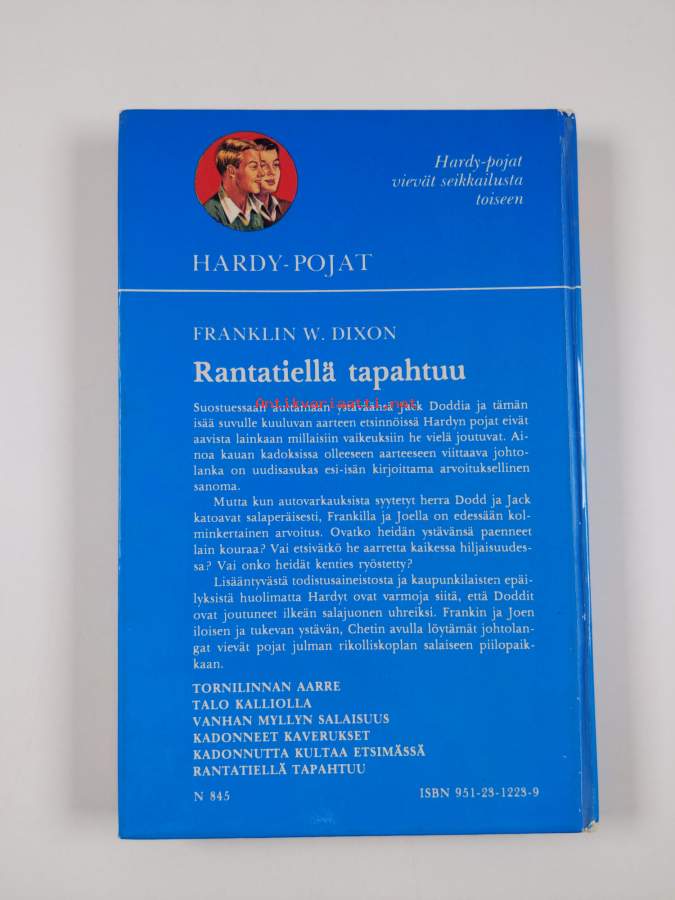 Hardy-pojat
vievät seikkailusta
toiseen
HARDY-POJAT
FRANKLIN W. DIXON
Rantatiellä tapahtuu
Antikvariaatti.net
Suostuessaan auttamaan ystäväänsä Jack Doddia ja tämän
isää suvulle kuuluvan aarteen etsinnöissä Hardyn pojat eivät
aavista lainkaan millaisiin vaikeuksiin he vielä joutuvat. Ai-
noa kauan kadoksissa olleeseen aarteeseen viittaava johto-
lanka on uudisasukas esi-isän kirjoittama arvoituksellinen
sanoma.
Mutta kun autovarkauksista syytetyt herra Dodd ja Jack
katoavat salaperäisesti, Frankilla ja Joella on edessään kol-
minkertainen arvoitus. Ovatko heidän ystävänsä paenneet
lain kouraa? Vai etsivätkö he aarretta kaikessa hiljaisuudes-
sa? Vai onko heidät kenties ryöstetty?
Lisääntyvästä todistusaineistosta ja kaupunkilaisten epäi-
lyksistä huolimatta Hardyt ovat varmoja siitä, että Doddit
ovat joutuneet ilkeän salajuonen uhreiksi. Frankin ja Joen
iloisen ja tukevan ystävän, Chetin avulla löytämät johtolan-
gat vievät pojat julman rikolliskoplan salaiseen piilopaik-
kaan.
TORNILINNAN AARRE
TALO KALLIOLLA
VANHAN MYLLYN SALAISUUS
KADONNEET KAVERUKSET
KADONNUTTA KULTAA ETSIMÄSSÄ
RANTATIELLÄ TAPAHTUU
N 845
ISBN 951-23-1223-9